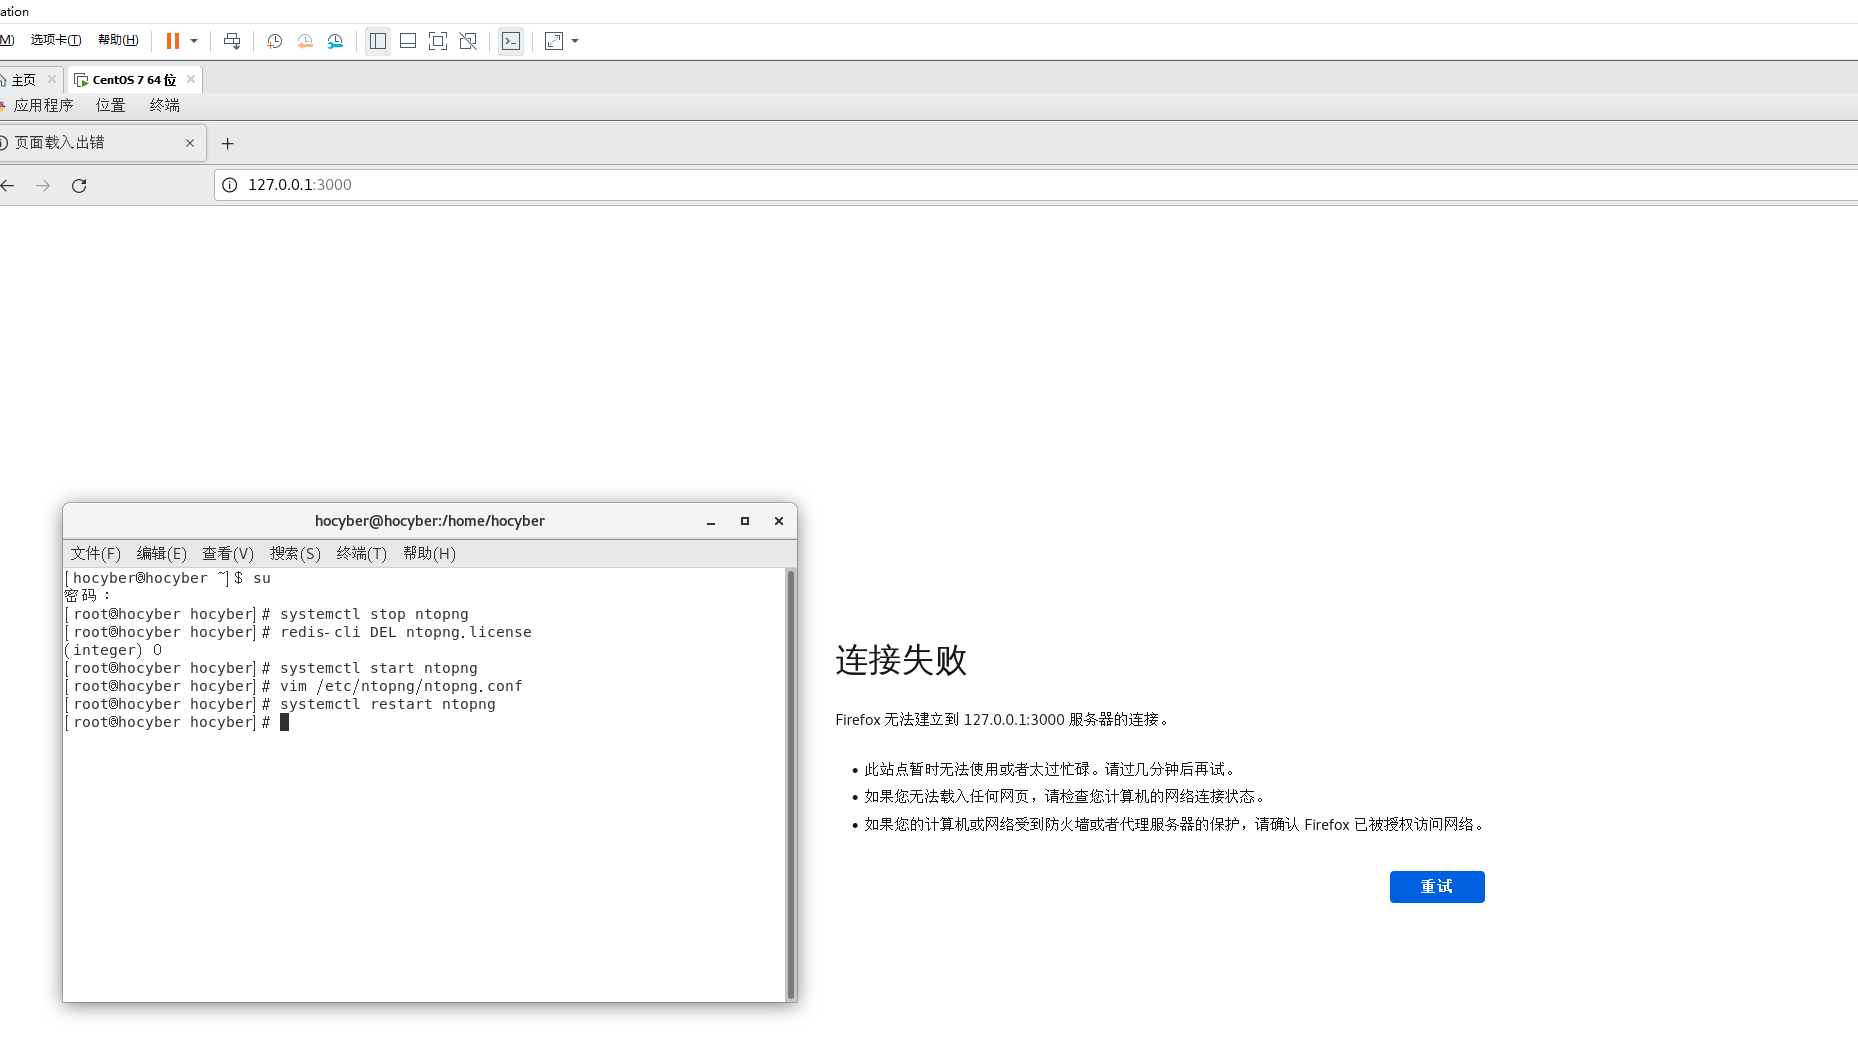 ation
M) 选项卡(T) 帮助(H)
主页 × CentOS 7 64 位 ×
应用程序 位置 终端
页面载入出错 × +
127.0.0.1:3000
hocyber@hocyber:/home/hocyber
文件(F) 编辑(E) 查看(V) 搜索(S) 终端(T) 帮助(H)
[hocyber@hocyber ~]$ su
密码：
[root@hocyber hocyber]# systemctl stop ntopng
[root@hocyber hocyber]# redis-cli DEL ntopng.license
(integer) 0
[root@hocyber hocyber]# systemctl start ntopng
[root@hocyber hocyber]# vim /etc/ntopng/ntopng.conf
[root@hocyber hocyber]# systemctl restart ntopng
[root@hocyber hocyber]#
连接失败
Firefox 无法建立到 127.0.0.1:3000 服务器的连接。
• 此站点暂时无法使用或者太过忙碌。请过几分钟后再试。
• 如果您无法载入任何网页，请检查您计算机的网络连接状态。
• 如果您的计算机或网络受到防火墙或者代理服务器的保护，请确认 Firefox 已被授权访问网络。
重试